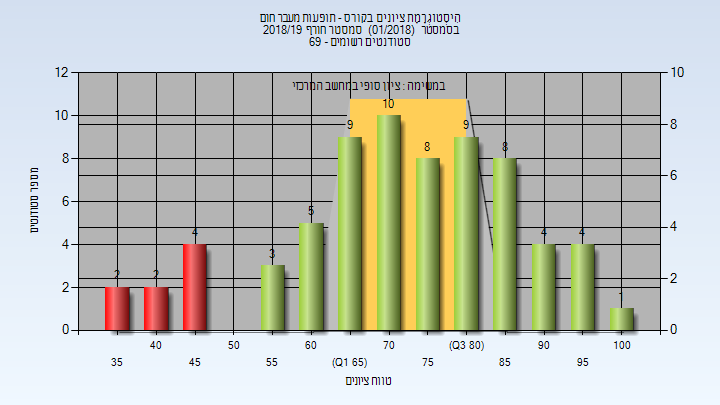 היסטוגרמת ציונים בקורס - תופעות מעבר חום
בסמסטר (01/2018) סמסטר חורף 2018/19
סטודנטים רשומים - 69
במשימה : ציון סופי במחשב המרכזי
12 10 8 6 4 2 0
מספר סטודנטים
10 8 6 4 2 0
2 2 4 3 5 9 10 8 9 8 4 4 1
40 50 60 70 (Q3 80) 90 100
35 45 55 (Q1 65) 75 85 95
טווח ציונים